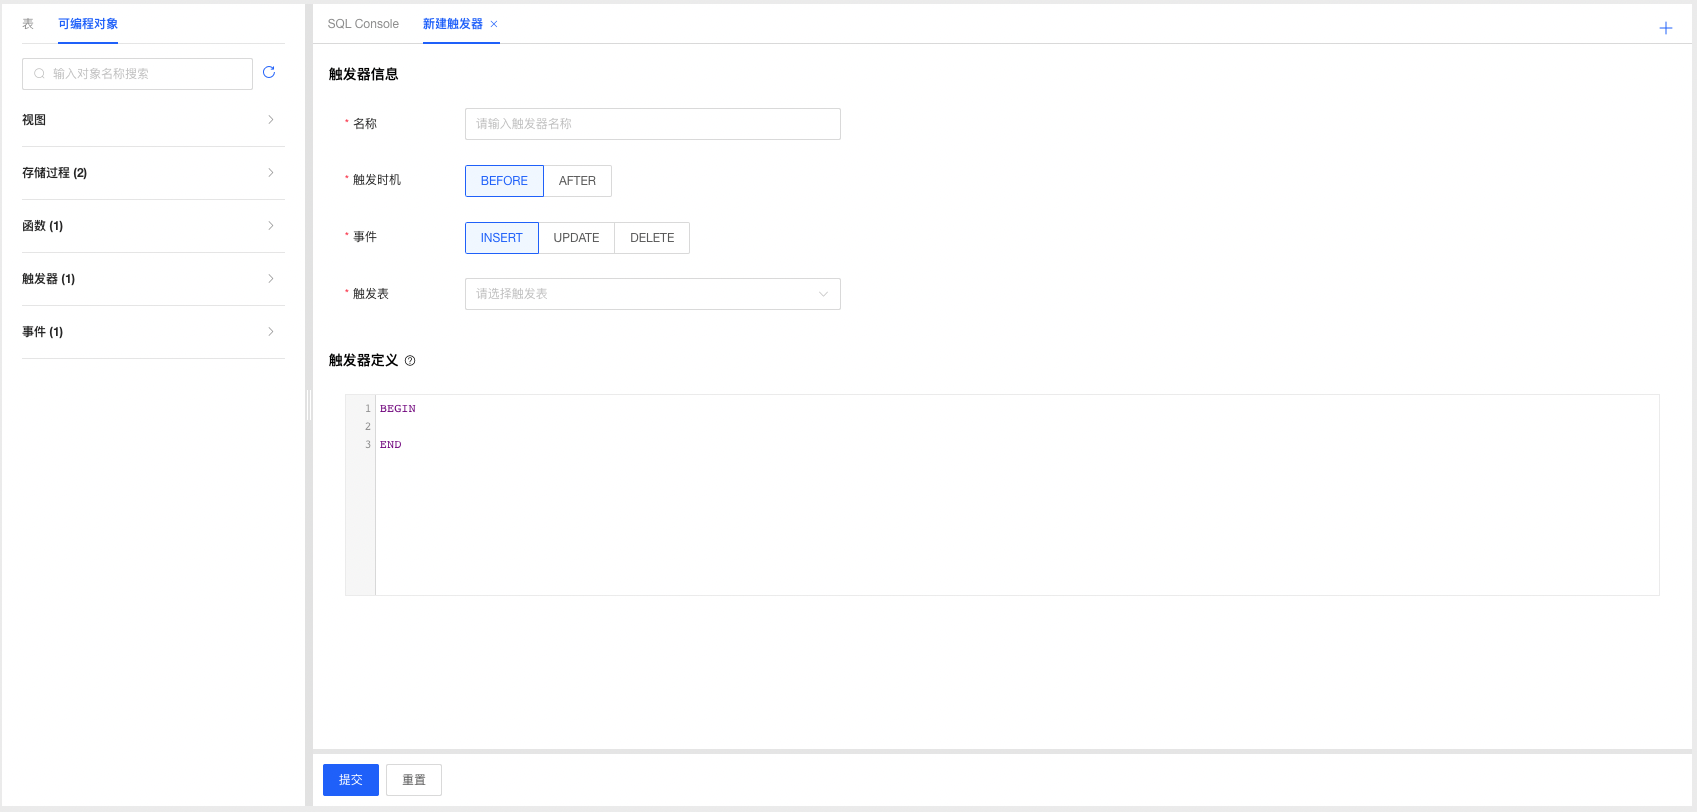 表 可编程对象
输入对象名称搜索
视图
存储过程 (2)
函数 (1)
触发器 (1)
事件 (1)
SQL Console 新建触发器
触发器信息
* 名称 请输入触发器名称
* 触发时机 BEFORE AFTER
* 事件 INSERT UPDATE DELETE
* 触发表 请选择触发表
触发器定义
1 BEGIN
2
3 END
提交 重置